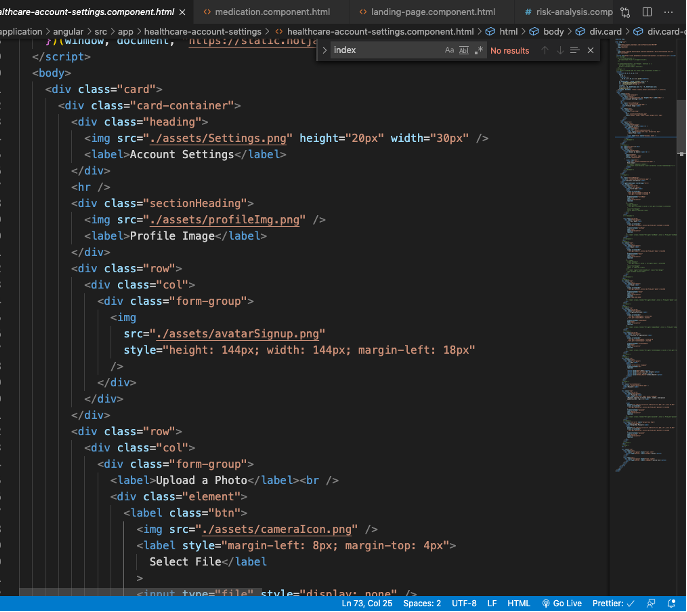 healthcare-account-settings.component.html × <> medication.component.html <> landing-page.component.html # risk-analysis.comp
application > angular > src > app > healthcare-account-settings > <> healthcare-account-settings.component.html > html > body > div.card > div.card-c
})(window, document, "https://static.hotja
index Aa ab .* No results
</script>
<body>
<div class="card">
<div class="card-container">
<div class="heading">
<img src="./assets/Settings.png" height="20px" width="30px" />
<label>Account Settings</label>
</div>
<hr />
<div class="sectionHeading">
<img src="./assets/profileImg.png" />
<label>Profile Image</label>
</div>
<div class="row">
<div class="col">
<div class="form-group">
<img
src="./assets/avatarSignup.png"
style="height: 144px; width: 144px; margin-left: 18px"
/>
</div>
</div>
</div>
<div class="row">
<div class="col">
<div class="form-group">
<label>Upload a Photo</label><br />
<div class="element">
<label class="btn">
<img src="./assets/cameraIcon.png" />
<label style="margin-left: 8px; margin-top: 4px">
Select File</label
>
<input type="file" style="display: none" />
Ln 73, Col 25 Spaces: 2 UTF-8 LF HTML Go Live Prettier: ✓